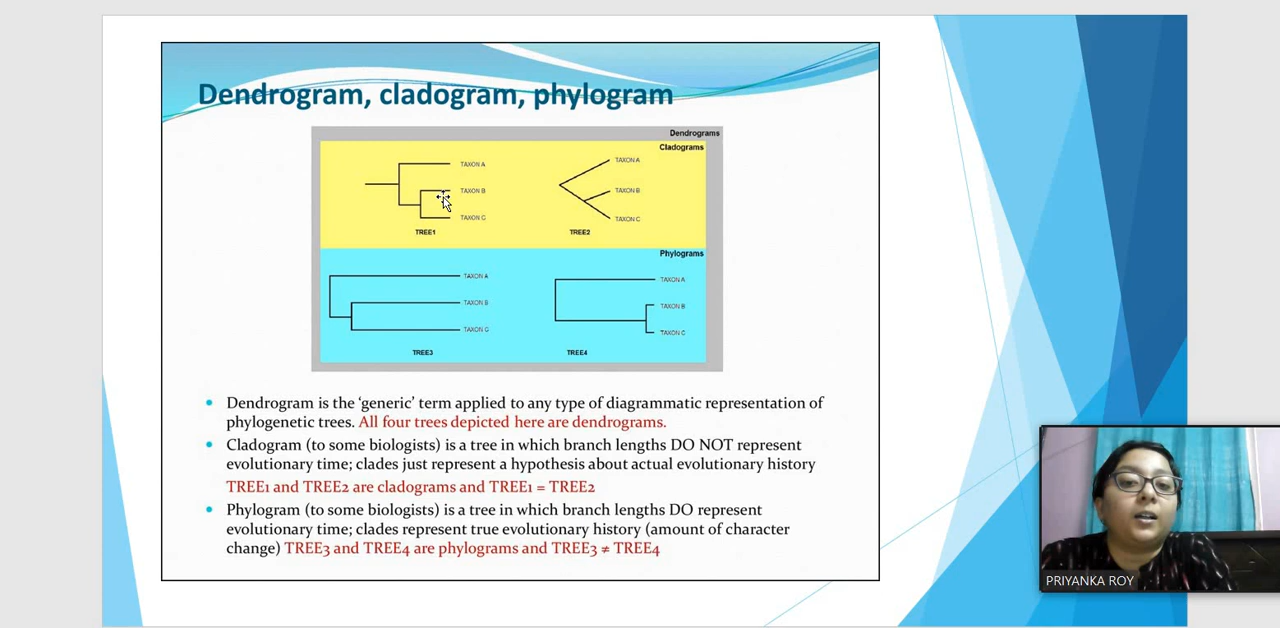 Dendrogram, cladogram, phylogram
Dendrograms
Cladograms
TAXON A
TAXON B
TAXON C
TREE1
TAXON A
TAXON B
TAXON C
TREE2
Phylograms
TAXON A
TAXON B
TAXON C
TREE3
TAXON A
TAXON B
TAXON C
TREE4
Dendrogram is the ‘generic’ term applied to any type of diagrammatic representation of
phylogenetic trees. All four trees depicted here are dendrograms.
Cladogram (to some biologists) is a tree in which branch lengths DO NOT represent
evolutionary time; clades just represent a hypothesis about actual evolutionary history
TREE1 and TREE2 are cladograms and TREE1 = TREE2
Phylogram (to some biologists) is a tree in which branch lengths DO represent
evolutionary time; clades represent true evolutionary history (amount of character
change) TREE3 and TREE4 are phylograms and TREE3 ≠ TREE4
PRIYANKA ROY